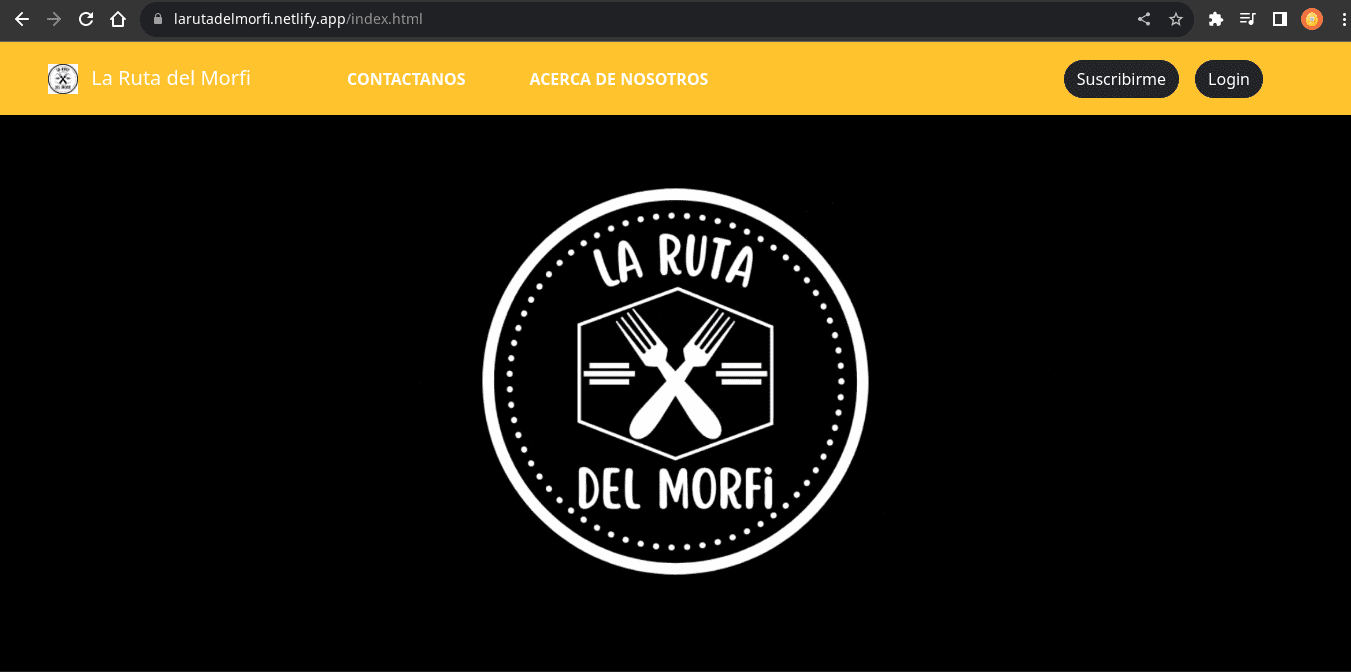 larutadelmorfi.netlify.app/index.html
La Ruta del Morfi CONTACTANOS ACERCA DE NOSOTROS Suscribirme Login
LA RUTA
DEL MORFi